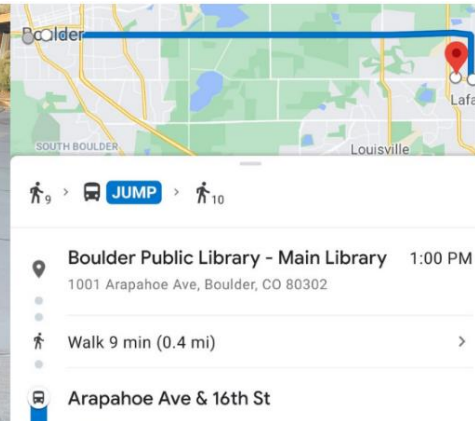 Boulder
Lafa
SOUTH BOULDER
Louisville
9 > JUMP > 10
Boulder Public Library - Main Library 1:00 PM
1001 Arapahoe Ave, Boulder, CO 80302
Walk 9 min (0.4 mi) >
Arapahoe Ave & 16th St